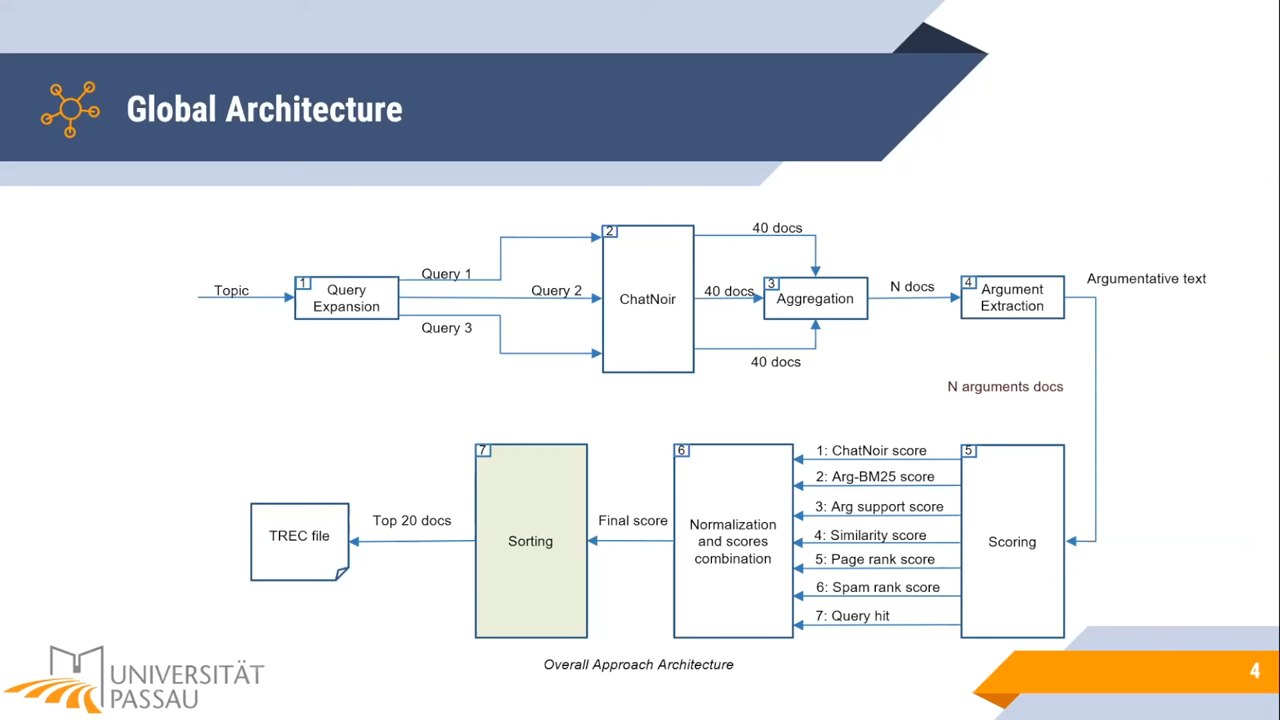 Global Architecture
Topic
1
Query
Expansion
Query 1
Query 2
Query 3
2
ChatNoir
40 docs
40 docs
40 docs
3
Aggregation
N docs
4
Argument
Extraction
Argumentative text
N arguments docs
5
Scoring
1: ChatNoir score
2: Arg-BM25 score
3: Arg support score
4: Similarity score
5: Page rank score
6: Spam rank score
7: Query hit
6
Normalization
and scores
combination
Final score
7
Sorting
Top 20 docs
TREC file
Overall Approach Architecture
UNIVERSITÄT
PASSAU
4